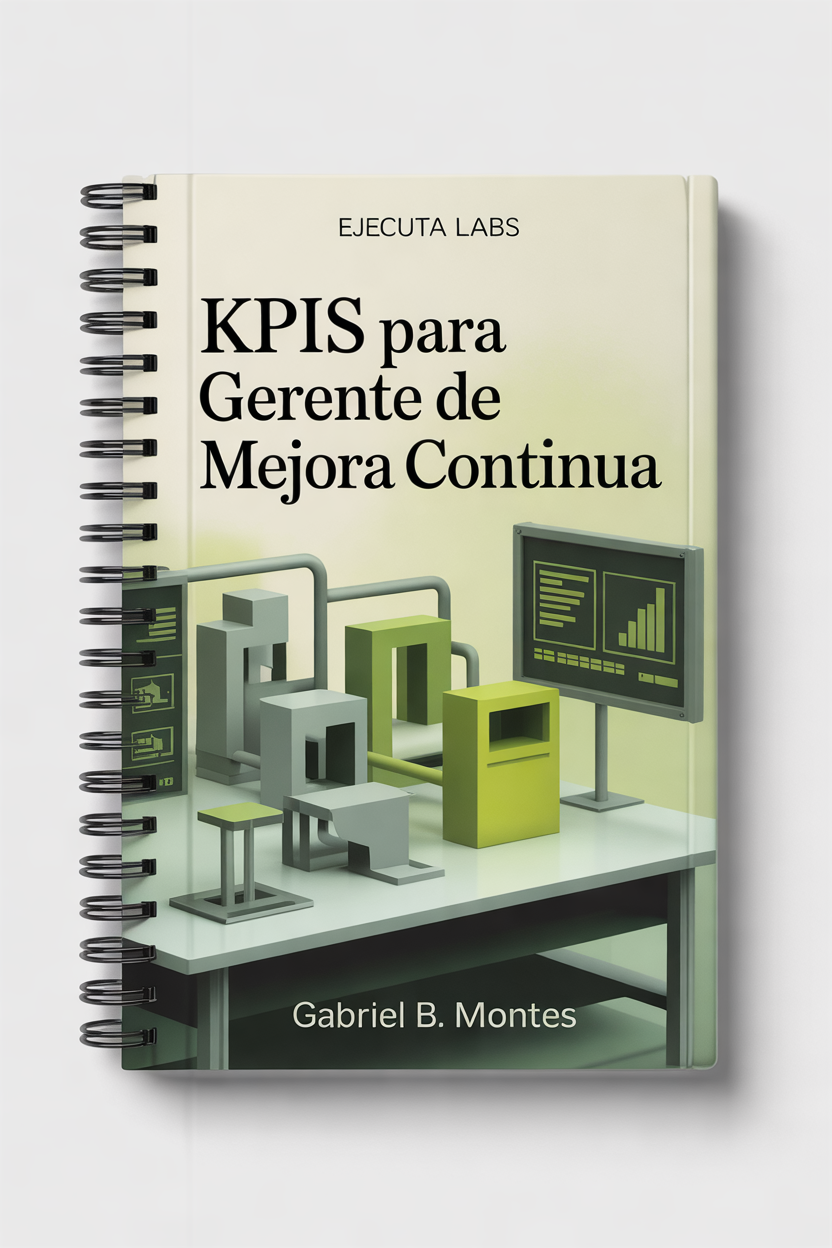 EJECUTA LABS
KPIS para
Gerente de
Mejora Continua
Gabriel B. Montes